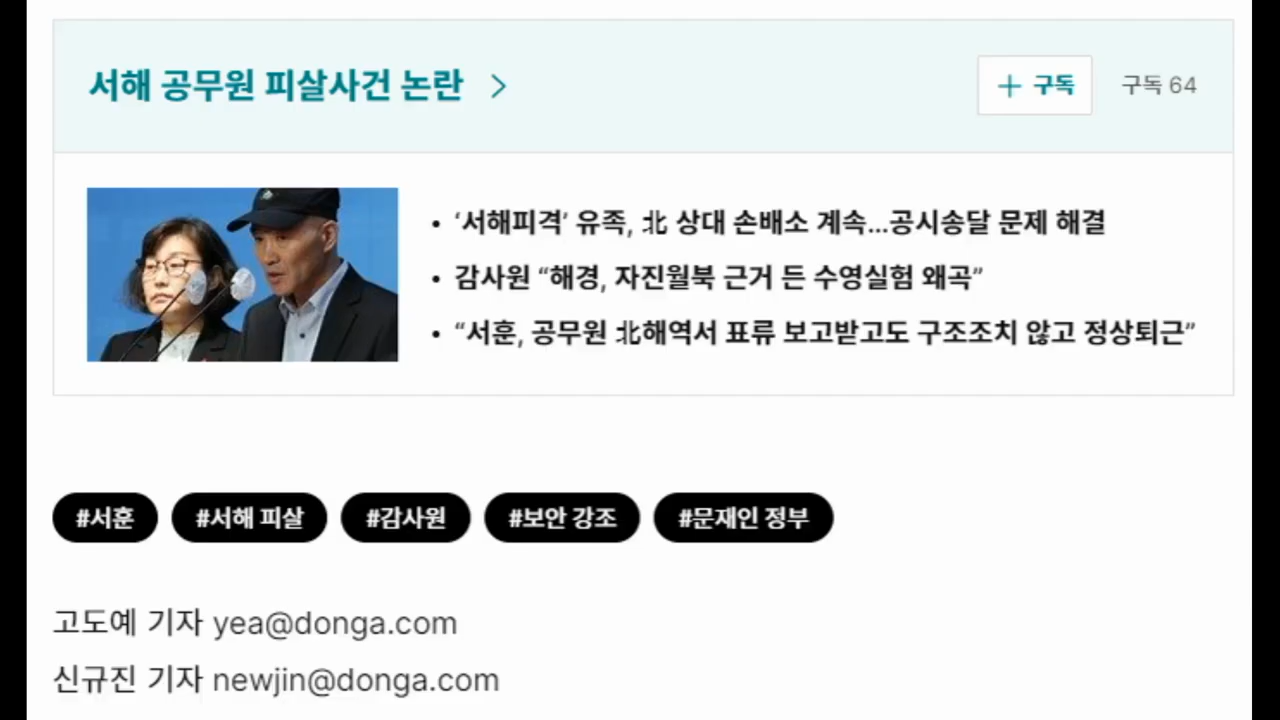 서해 공무원 피살사건 논란 >
+ 구독 구독 64
• ‘서해피격’ 유족, 北 상대 손배소 계속…공시송달 문제 해결
• 감사원 “해경, 자진월북 근거 든 수영실험 왜곡”
• “서훈, 공무원 北해역서 표류 보고받고도 구조조치 않고 정상퇴근”
#서훈 #서해 피살 #감사원 #보안 강조 #문재인 정부
고도예 기자 yea@donga.com
신규진 기자 newjin@donga.com